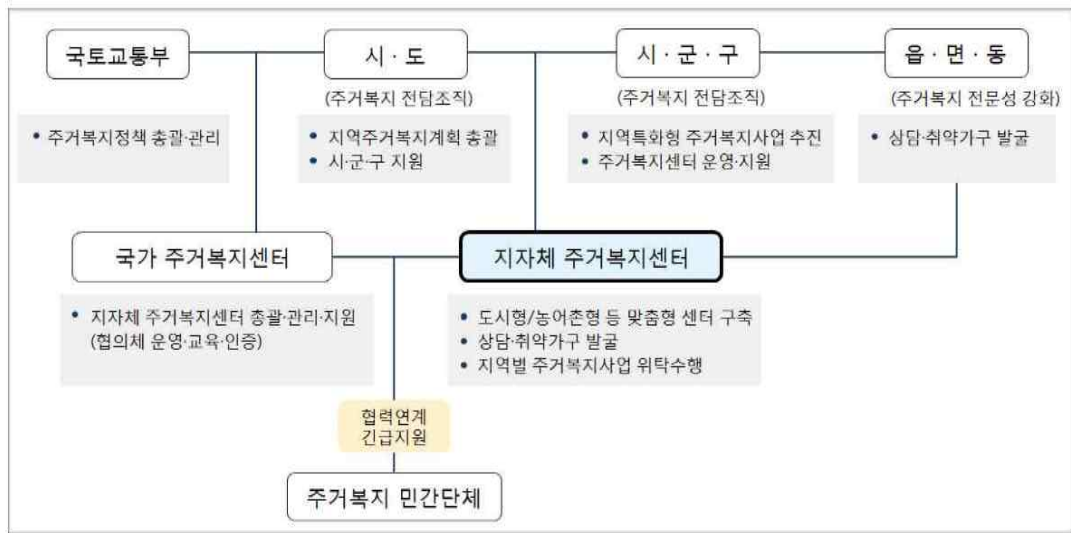 국토교통부
시·도
시·군·구
읍·면·동
(주거복지 전담조직)
(주거복지 전담조직)
(주거복지 전문성 강화)
• 주거복지정책 총괄·관리
• 지역주거복지계획 총괄
• 시·군·구 지원
• 지역특화형 주거복지사업 추진
• 주거복지센터 운영·지원
• 상담·취약가구 발굴
국가 주거복지센터
지자체 주거복지센터
• 지자체 주거복지센터 총괄·관리·지원
(협의체 운영·교육·인증)
• 도시형/농어촌형 등 맞춤형 센터 구축
• 상담·취약가구 발굴
• 지역별 주거복지사업 위탁수행
협력연계
긴급지원
주거복지 민간단체